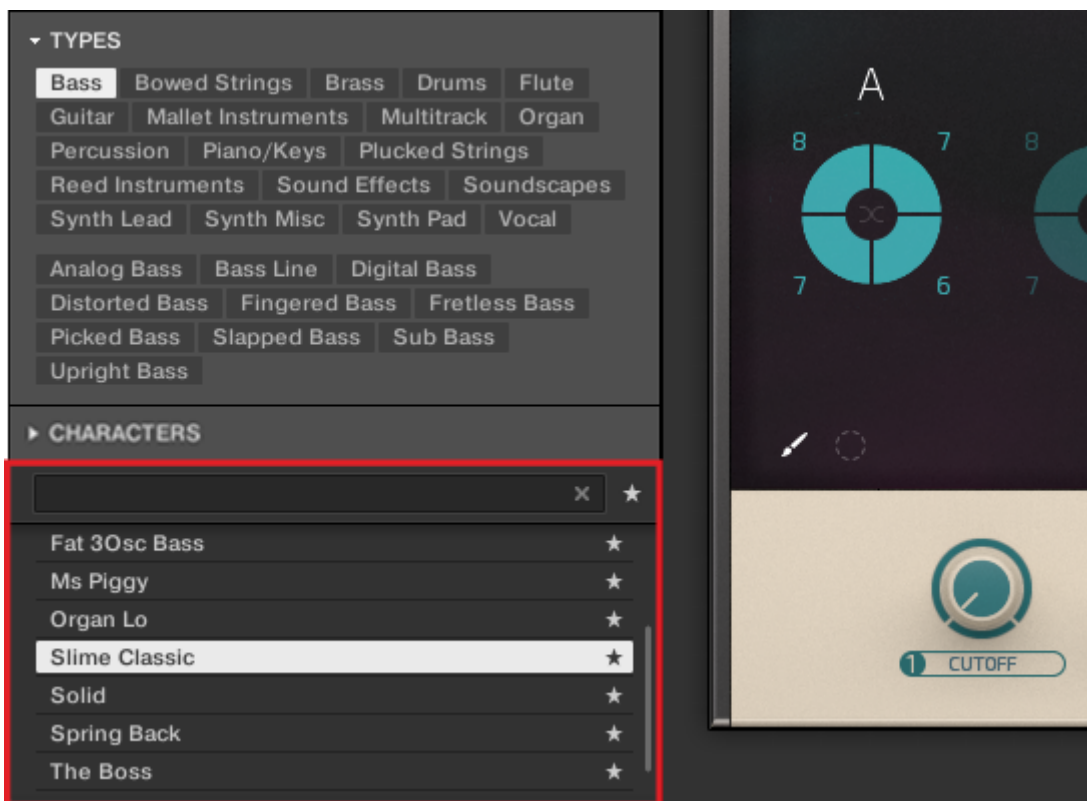 TYPES
Bass Bowed Strings Brass Drums Flute
Guitar Mallet Instruments Multitrack Organ
Percussion Piano/Keys Plucked Strings
Reed Instruments Sound Effects Soundscapes
Synth Lead Synth Misc Synth Pad Vocal
Analog Bass Bass Line Digital Bass
Distorted Bass Fingered Bass Fretless Bass
Picked Bass Slapped Bass Sub Bass
Upright Bass
CHARACTERS
Fat 3Osc Bass
Ms Piggy
Organ Lo
Slime Classic
Solid
Spring Back
The Boss
A
8 7 8
7 6 7
1 CUTOFF